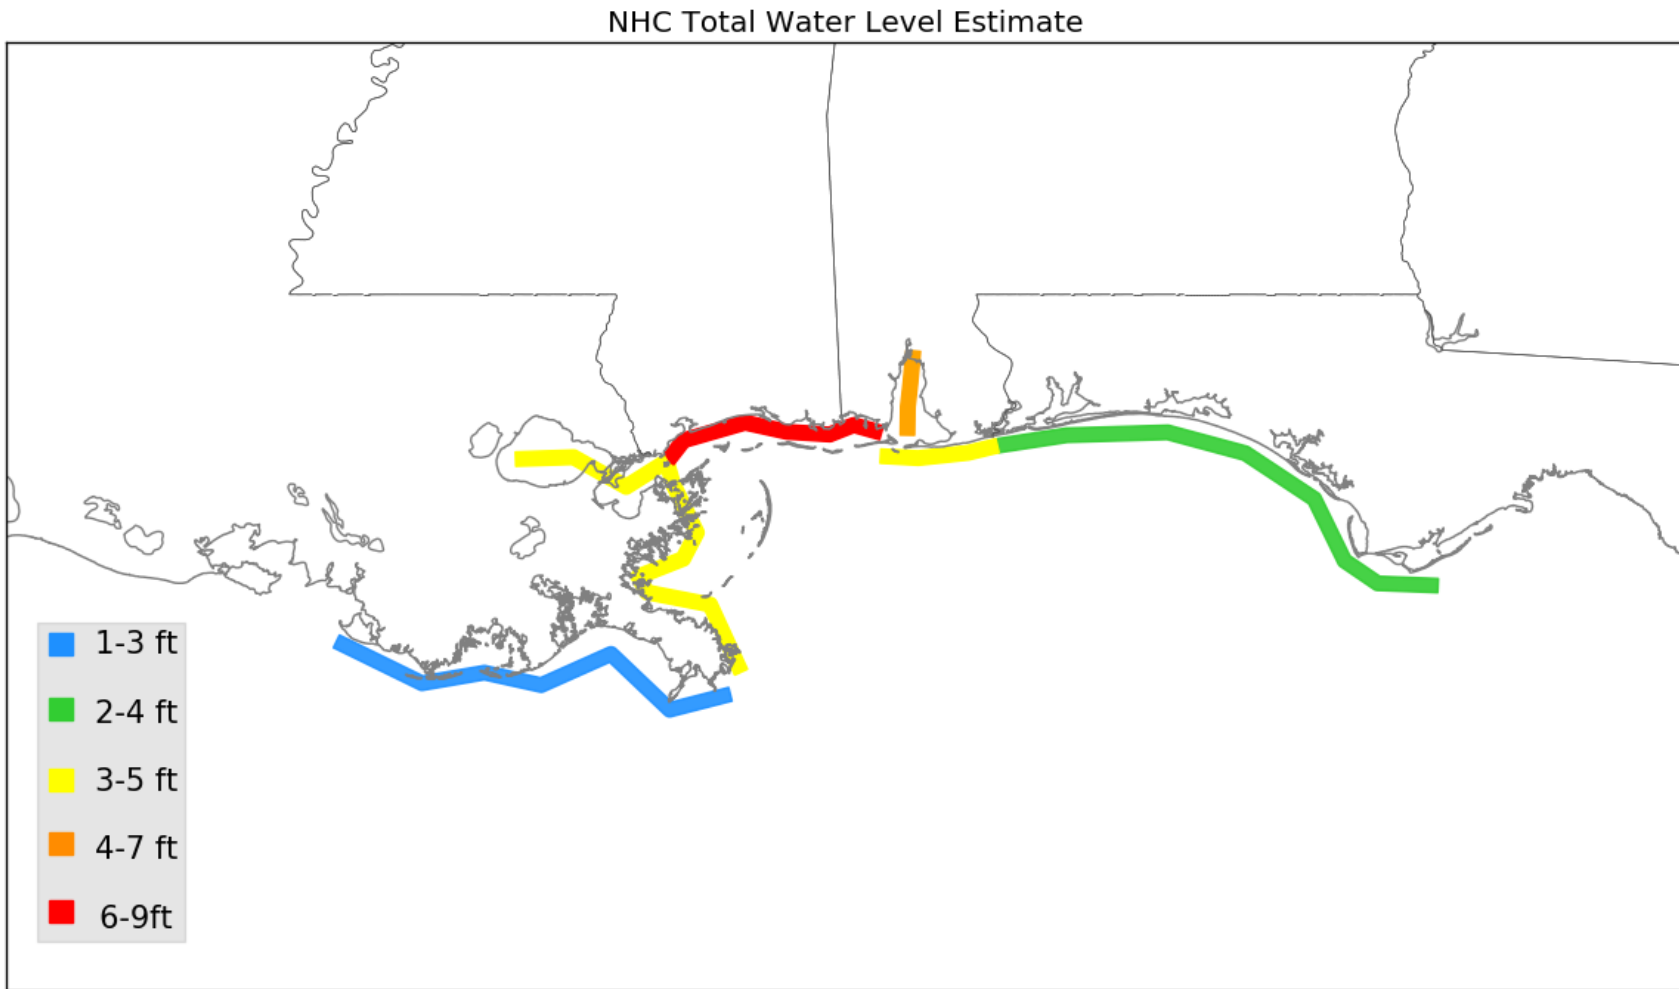 NHC Total Water Level Estimate
1-3 ft
2-4 ft
3-5 ft
4-7 ft
6-9ft